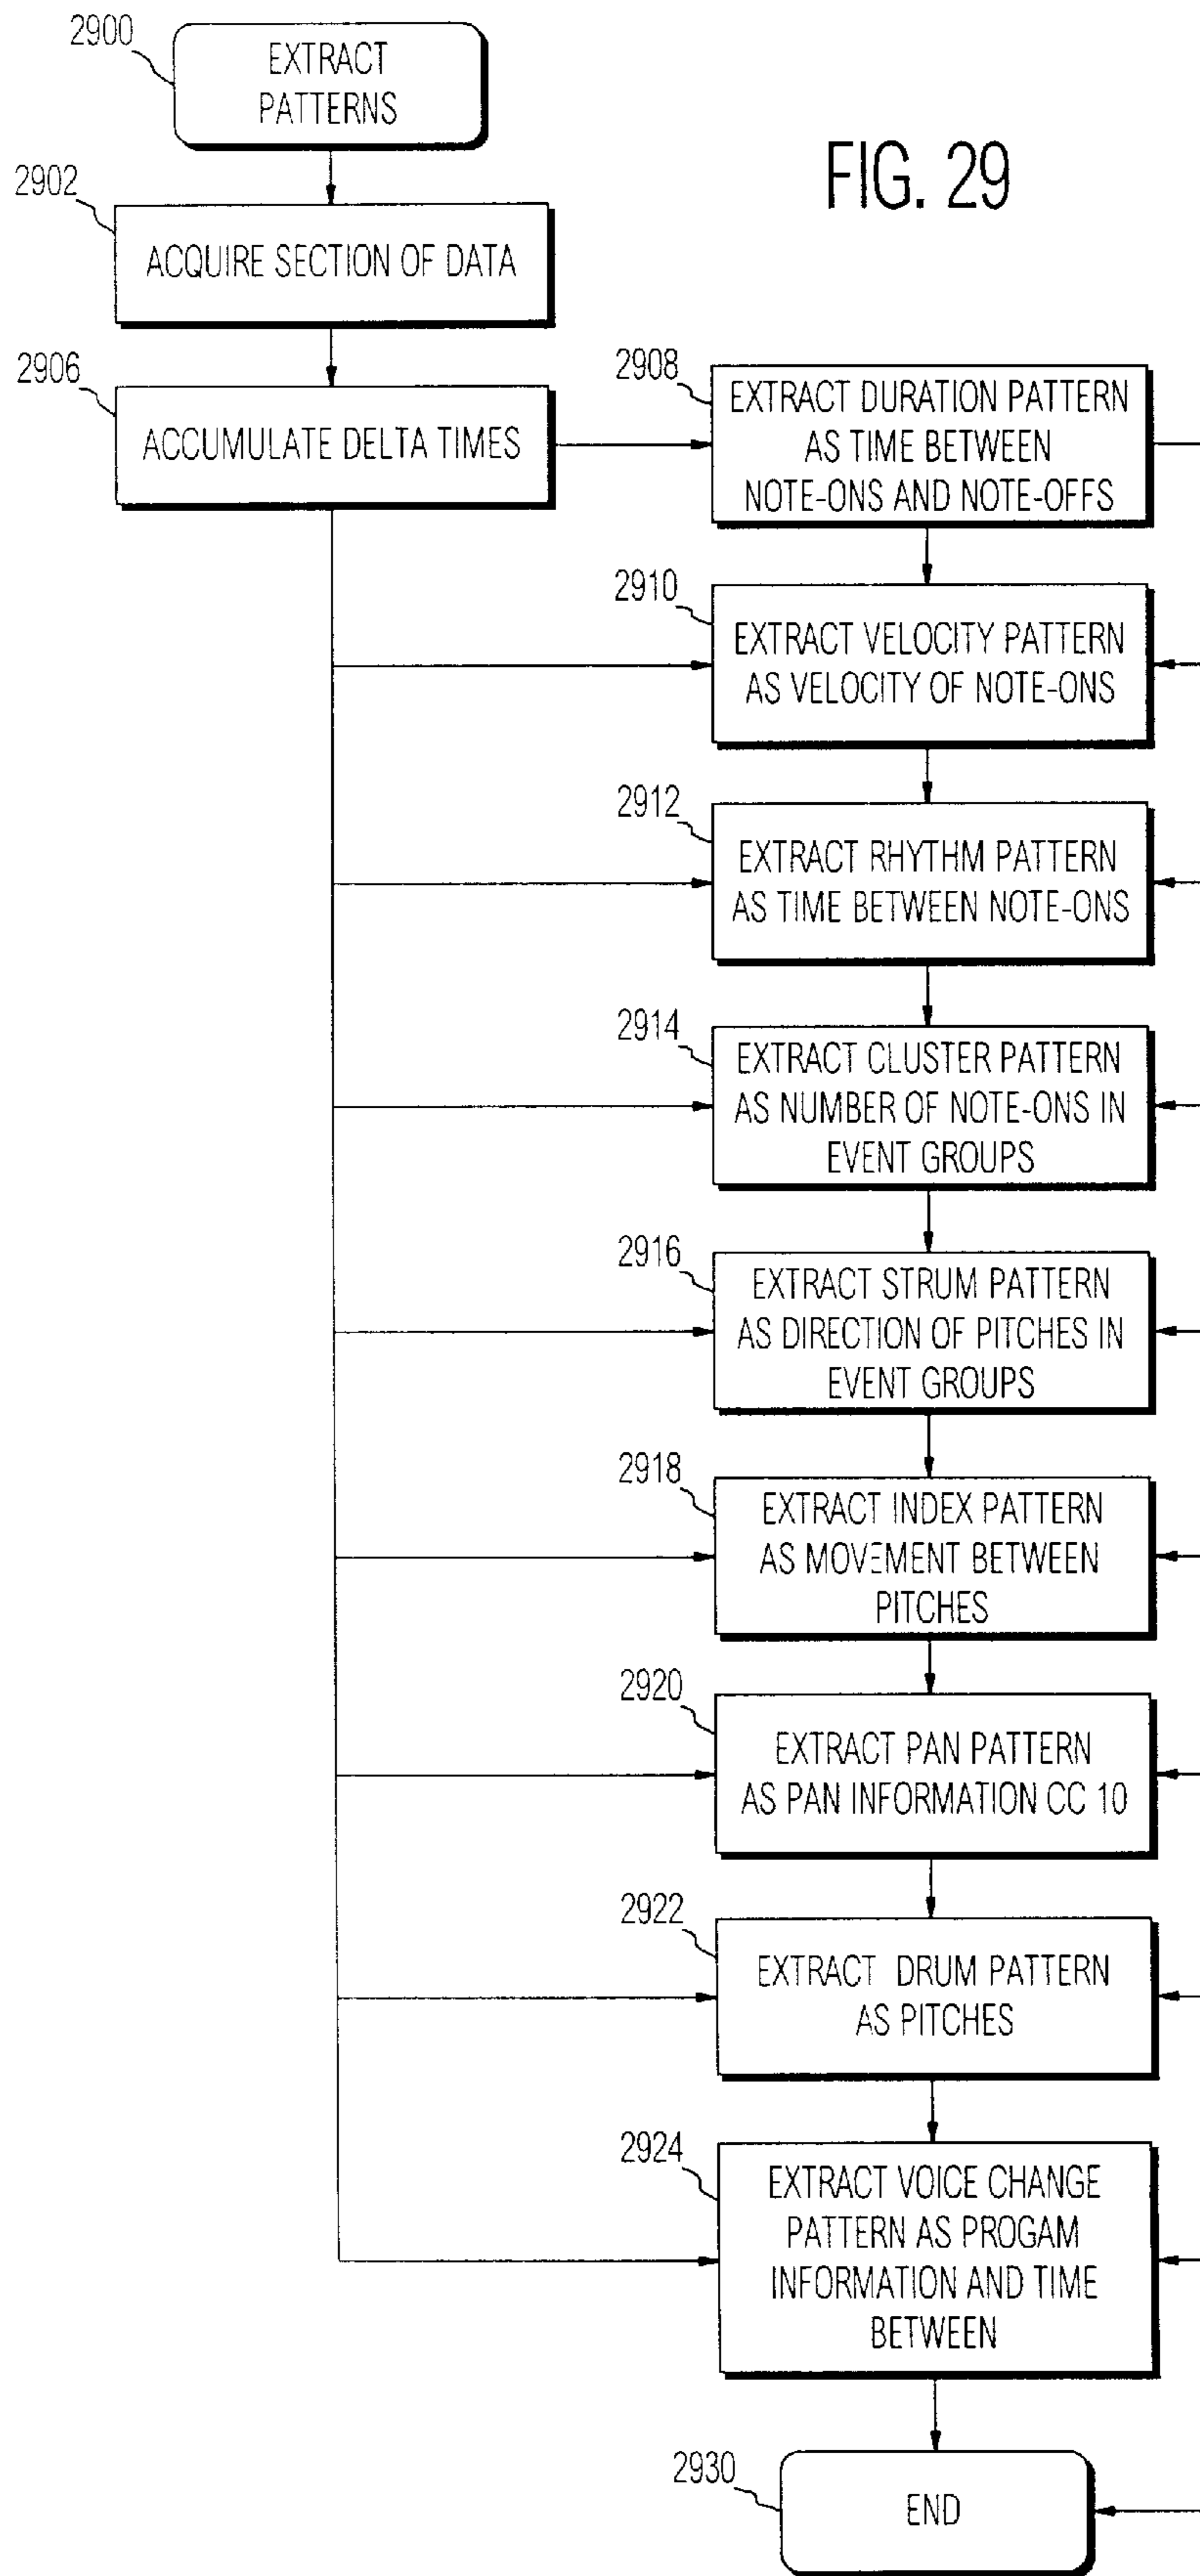 2900
EXTRACT
PATTERNS
FIG. 29
2902
ACQUIRE SECTION OF DATA
2906
ACCUMULATE DELTA TIMES
2908
EXTRACT DURATION PATTERN
AS TIME BETWEEN
NOTE-ONS AND NOTE-OFFS
2910
EXTRACT VELOCITY PATTERN
AS VELOCITY OF NOTE-ONS
2912
EXTRACT RHYTHM PATTERN
AS TIME BETWEEN NOTE-ONS
2914
EXTRACT CLUSTER PATTERN
AS NUMBER OF NOTE-ONS IN
EVENT GROUPS
2916
EXTRACT STRUM PATTERN
AS DIRECTION OF PITCHES IN
EVENT GROUPS
2918
EXTRACT INDEX PATTERN
AS MOVEMENT BETWEEN
PITCHES
2920
EXTRACT PAN PATTERN
AS PAN INFORMATION CC 10
2922
EXTRACT DRUM PATTERN
AS PITCHES
2924
EXTRACT VOICE CHANGE
PATTERN AS PROGAM
INFORMATION AND TIME
BETWEEN
2930
END